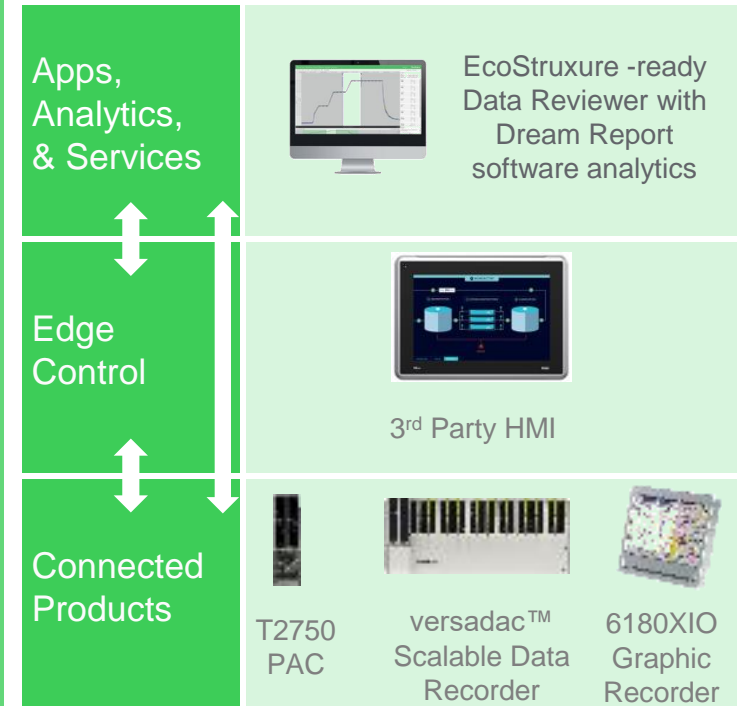 Apps,
Analytics,
& Services
EcoStruxure -ready
Data Reviewer with
Dream Report
software analytics
Edge
Control
3rd Party HMI
Connected
Products
T2750
PAC
versadac™
Scalable Data
Recorder
6180XIO
Graphic
Recorder